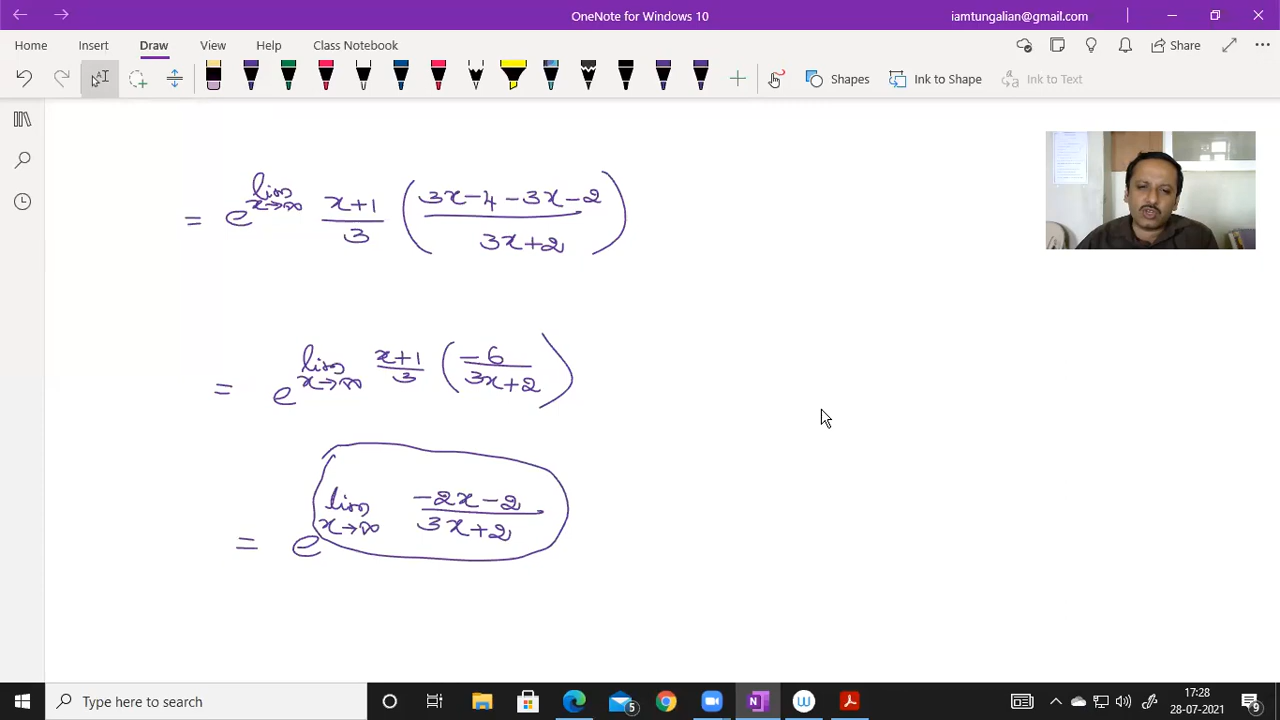 OneNote for Windows 10
iamtungalian@gmail.com
Home Insert Draw View Help Class Notebook
Share
Shapes Ink to Shape Ink to Text
= e^{lim x→∞ (x+1)/3 ((3x-4-3x-2)/(3x+2))}
= e^{lim x→∞ (x+1)/3 (-6/(3x+2))}
= e^{lim x→∞ (-2x-2)/(3x+2)}
Type here to search
5
N
W
17:28
28-07-2021
9